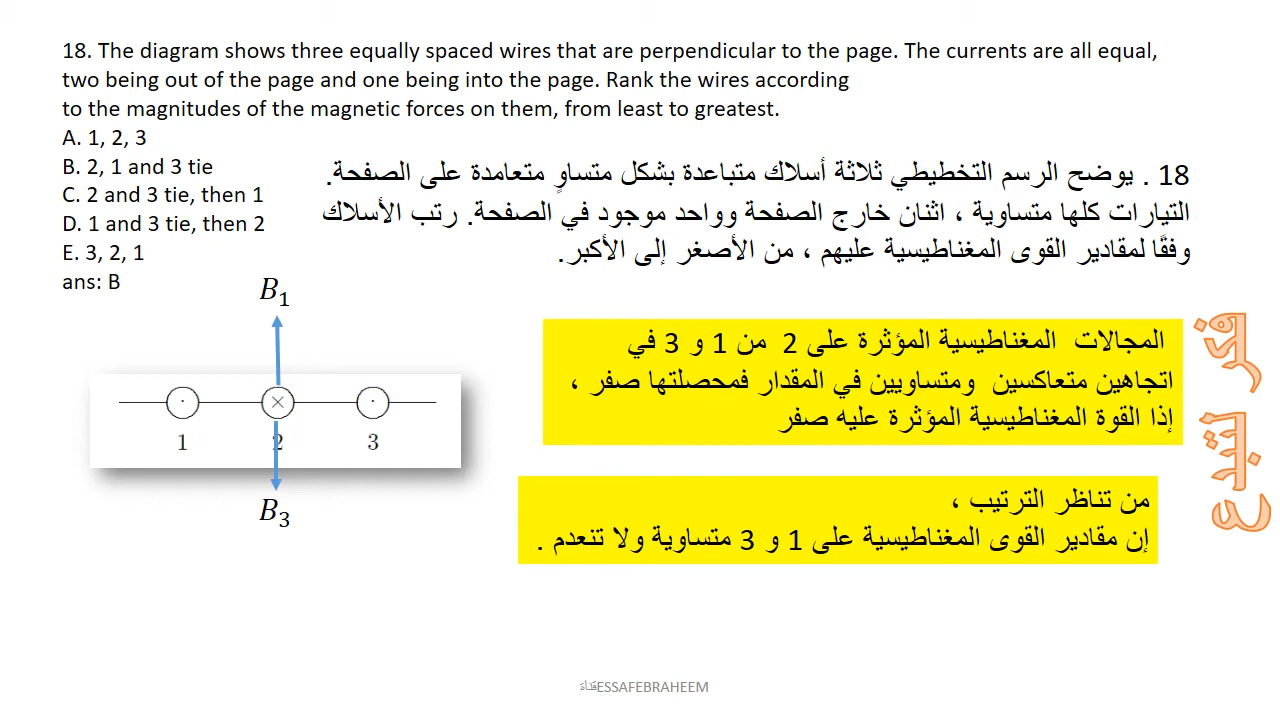 18. The diagram shows three equally spaced wires that are perpendicular to the page. The currents are all equal,
two being out of the page and one being into the page. Rank the wires according
to the magnitudes of the magnetic forces on them, from least to greatest.
A. 1, 2, 3
B. 2, 1 and 3 tie
C. 2 and 3 tie, then 1
D. 1 and 3 tie, then 2
E. 3, 2, 1
ans: B
18 . يوضح الرسم التخطيطي ثلاثة أسلاك متباعدة بشكل متساوٍ متعامدة على الصفحة.
التيارات كلها متساوية ، اثنان خارج الصفحة وواحد موجود في الصفحة. رتب الأسلاك
وفقًا لمقادير القوى المغناطيسية عليهم ، من الأصغر إلى الأكبر.
B₁
1 2 3
B₃
المجالات المغناطيسية المؤثرة على 2 من 1 و 3 في
اتجاهين متعاكسين ومتساويين في المقدار فمحصلتها صفر ،
إذا القوة المغناطيسية المؤثرة عليه صفر
من تناظر الترتيب ،
إن مقادير القوى المغناطيسية على 1 و 3 متساوية ولا تنعدم .
فكر لتبدع
قناة ESSAFEBRAHEEM